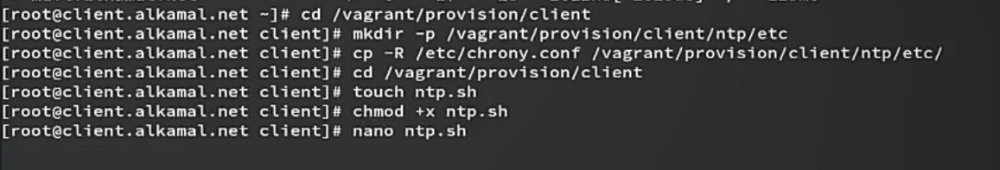 [root@client.alkamal.net ~]# cd /vagrant/provision/client
[root@client.alkamal.net client]# mkdir -p /vagrant/provision/client/ntp/etc
[root@client.alkamal.net client]# cp -R /etc/chrony.conf /vagrant/provision/client/ntp/etc/
[root@client.alkamal.net client]# cd /vagrant/provision/client
[root@client.alkamal.net client]# touch ntp.sh
[root@client.alkamal.net client]# chmod +x ntp.sh
[root@client.alkamal.net client]# nano ntp.sh